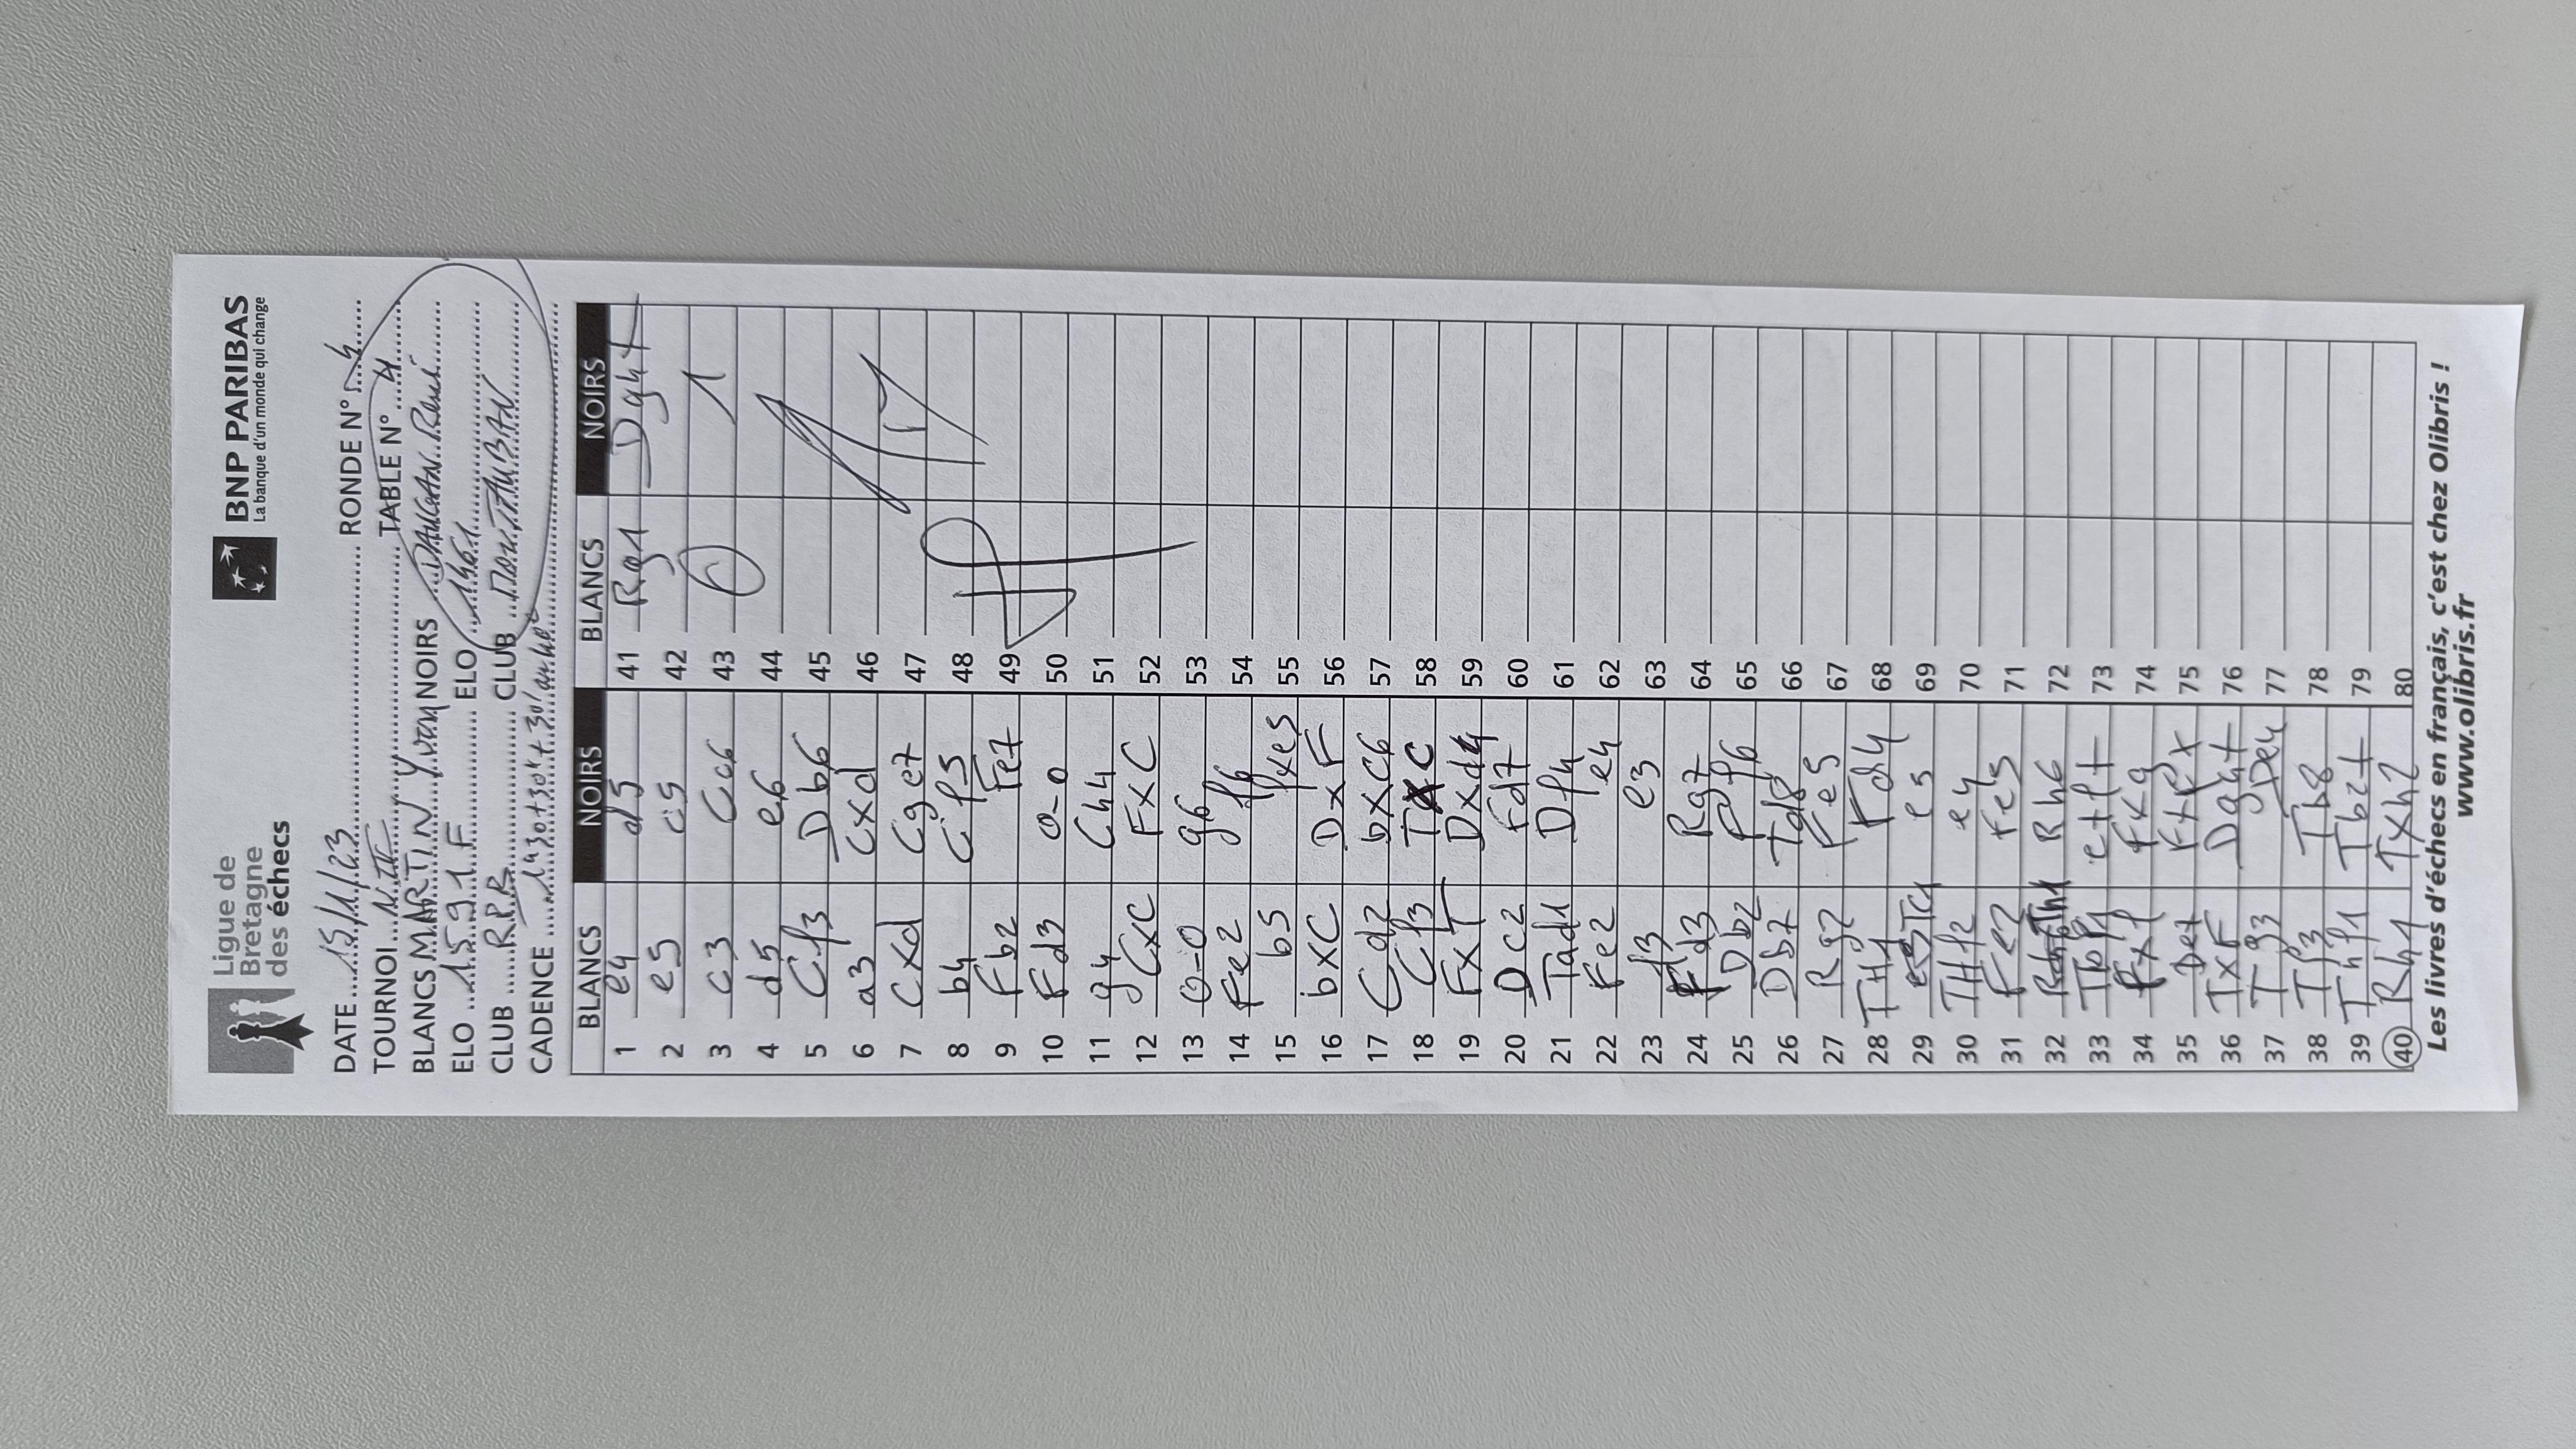 Ligue de
Bretagne
des échecs
BNP PARIBAS
La banque d'un monde qui change
DATE 15/1/23 RONDE N° 4
TOURNOI N.IV TABLE N° 4
BLANCS MARTIN Yvon NOIRS DAUGAN René
ELO 1591 F ELO 1461
CLUB RPB CLUB MONTAUBAN
CADENCE 1h30+30"+30' au 40e
BLANCS NOIRS BLANCS NOIRS
1 e4 d5 41 Rg1 Dg4+
2 e5 c5 42
3 c3 Cc6 43 0 1
4 d5 e6 44
5 Cf3 Db6 45
6 a3 cxd 46
7 cxd Cge7 47
8 b4 Cf5 48
9 Fb2 Fe7 49
10 Fd3 0-0 50
11 g4 Ch4 51
12 CxC FxC 52
13 0-0 g6 53
14 Fe2 f6 54
15 b5 fxe5 55
16 bxC DxF 56
17 Cd2 bxc6 57
18 Cf3 TxC 58
19 FxT Dxd4 59
20 Dc2 Fd7 60
21 Tad1 Df4 61
22 Fe2 e4 62
23 f3 e3 63
24 Fd3 Rg7 64
25 Db2 Ff6 65
26 Db7 Td8 66
27 Rg2 Fe5 67
28 TH1 Fd4 68
29 Tc1 e5 69
30 THf2 e4 70
31 Fe2 Fe5 71
32 Th1 Rh6 72
33 Tbf1 e+f+ 73
34 Fxf Fxg 74
35 De7 F+F+ 75
36 TxF Dg4+ 76
37 Tg3 De4 77
38 Tf3 Tb8 78
39 Thf1 Tb2+ 79
40 Rh1 Txh2 80
Les livres d'échecs en français, c'est chez Olibris !
www.olibris.fr